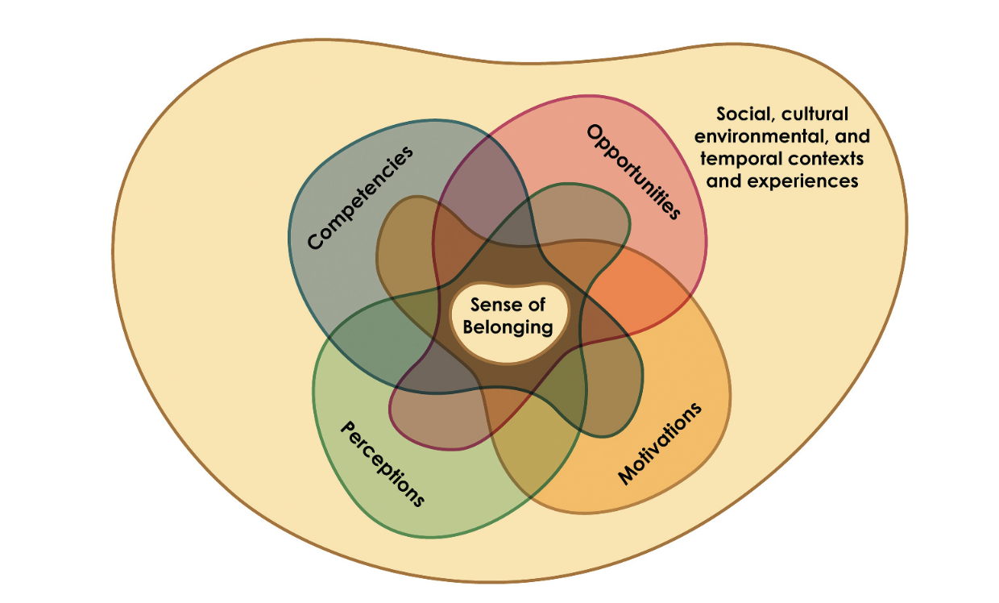 Social, cultural
environmental, and
temporal contexts
and experiences
Opportunities
Competencies
Sense of
Belonging
Perceptions
Motivations